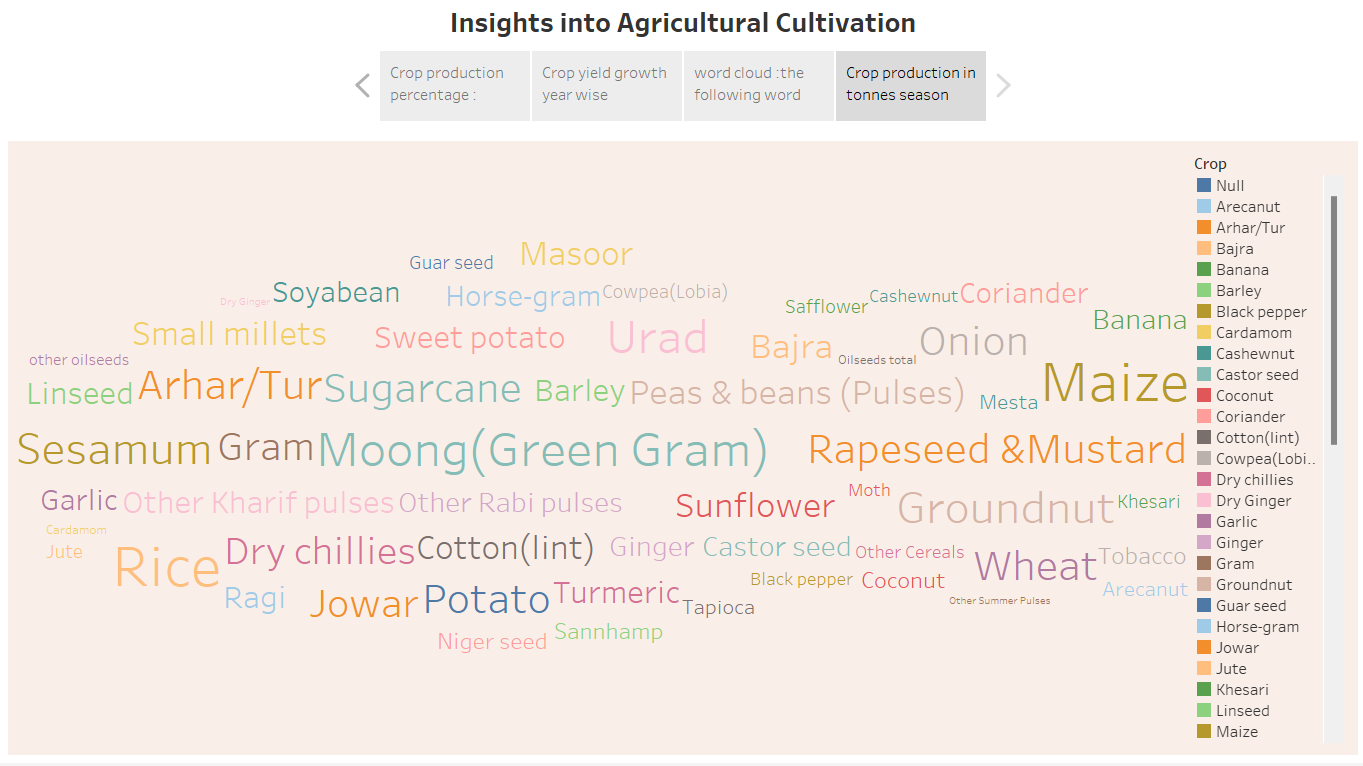 Insights into Agricultural Cultivation
Crop production
percentage :
Crop yield growth
year wise
word cloud :the
following word
Crop production in
tonnes season
Guar seed
Masoor
Dry Ginger
Soyabean
Horse-gram
Cowpea(Lobia)
Safflower
Cashewnut
Coriander
Small millets
Sweet potato
Urad
Bajra
Oilseeds total
Onion
Banana
other oilseeds
Linseed
Arhar/Tur
Sugarcane
Barley
Peas & beans (Pulses)
Mesta
Maize
Sesamum
Gram
Moong(Green Gram)
Rapeseed &Mustard
Garlic
Other Kharif pulses
Other Rabi pulses
Sunflower
Moth
Groundnut
Khesari
Cardamom
Jute
Rice
Dry chillies
Cotton(lint)
Ginger
Castor seed
Other Cereals
Wheat
Tobacco
Ragi
Jowar
Potato
Turmeric
Tapioca
Black pepper
Coconut
Other Summer Pulses
Arecanut
Niger seed
Sannhamp
Crop
Null
Arecanut
Arhar/Tur
Bajra
Banana
Barley
Black pepper
Cardamom
Cashewnut
Castor seed
Coconut
Coriander
Cotton(lint)
Cowpea(Lobi..
Dry chillies
Dry Ginger
Garlic
Ginger
Gram
Groundnut
Guar seed
Horse-gram
Jowar
Jute
Khesari
Linseed
Maize